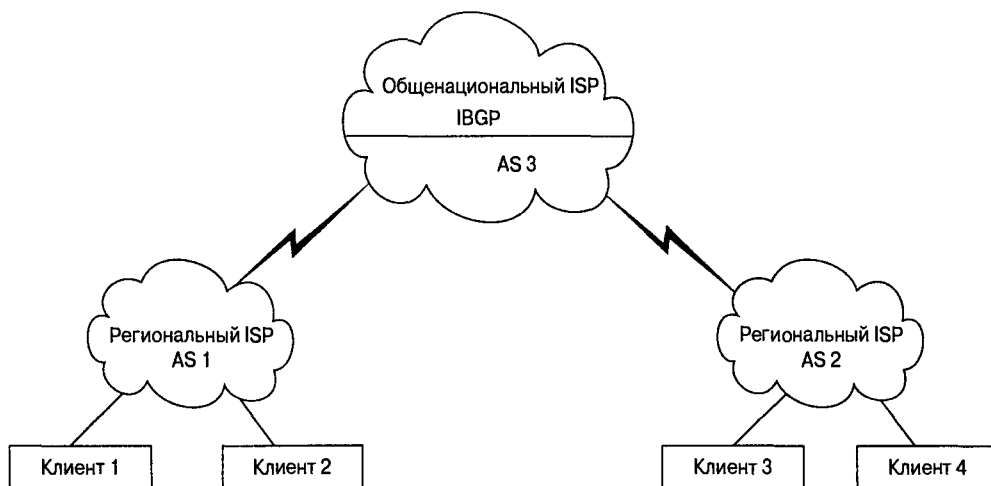 Общенациональный ISP
IBGP
AS 3
Региональный ISP
AS 1
Региональный ISP
AS 2
Клиент 1
Клиент 2
Клиент 3
Клиент 4